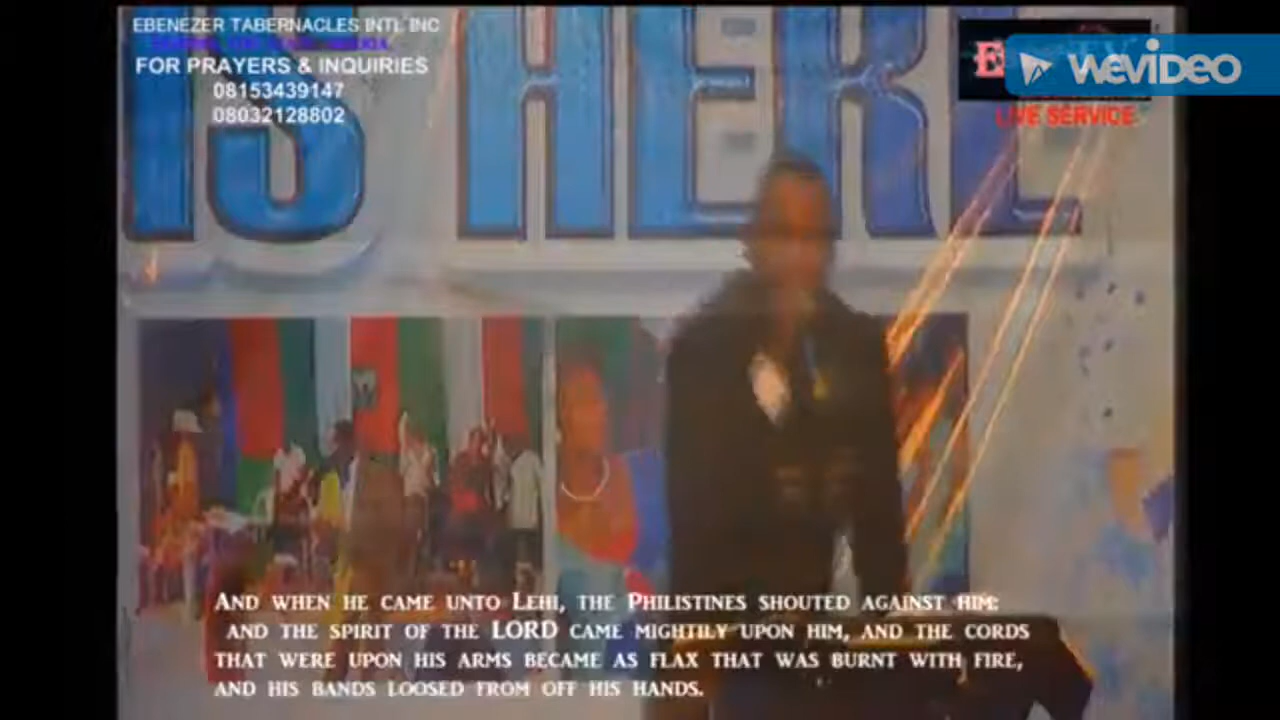 EBENEZER TABERNACLES INTL INC
FOR PRAYERS & INQUIRIES
08153439147
08032128802
WEVIDEO
LIVE SERVICE
IS HERE
AND WHEN HE CAME UNTO LEHI, THE PHILISTINES SHOUTED AGAINST HIM:
AND THE SPIRIT OF THE LORD CAME MIGHTILY UPON HIM, AND THE CORDS
THAT WERE UPON HIS ARMS BECAME AS FLAX THAT WAS BURNT WITH FIRE,
AND HIS BANDS LOOSED FROM OFF HIS HANDS.